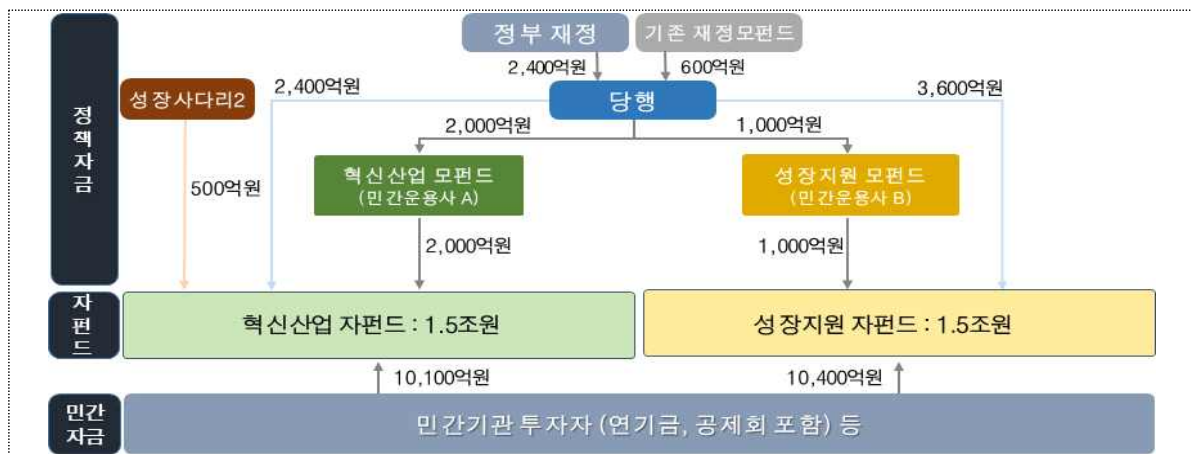 정부 재정
기존 재정모펀드
2,400억원
600억원
성장사다리2
2,400억원
당행
3,600억원
정책자금
2,000억원
1,000억원
혁신산업 모펀드
(민간운용사 A)
성장지원 모펀드
(민간운용사 B)
500억원
2,000억원
1,000억원
자펀드
혁신산업 자펀드 : 1.5조원
성장지원 자펀드 : 1.5조원
10,100억원
10,400억원
민간
자금
민간기관 투자자 (연기금, 공제회 포함) 등